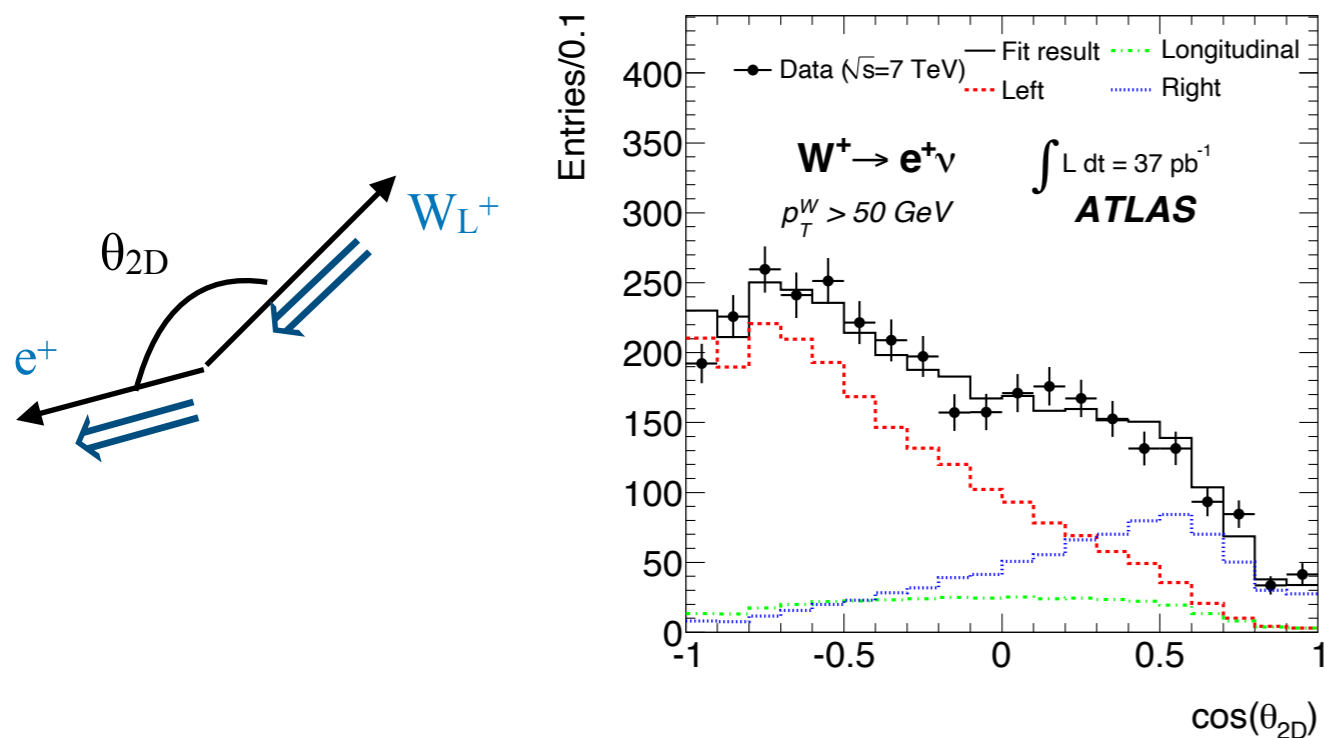 θ2D
WL+
e+
Entries/0.1
Data (√s=7 TeV)
Fit result
Longitudinal
Left
Right
W+→ e+ν
∫ L dt = 37 pb-1
pTW > 50 GeV
ATLAS
400
350
300
250
200
150
100
50
0
-1
-0.5
0
0.5
1
cos(θ2D)